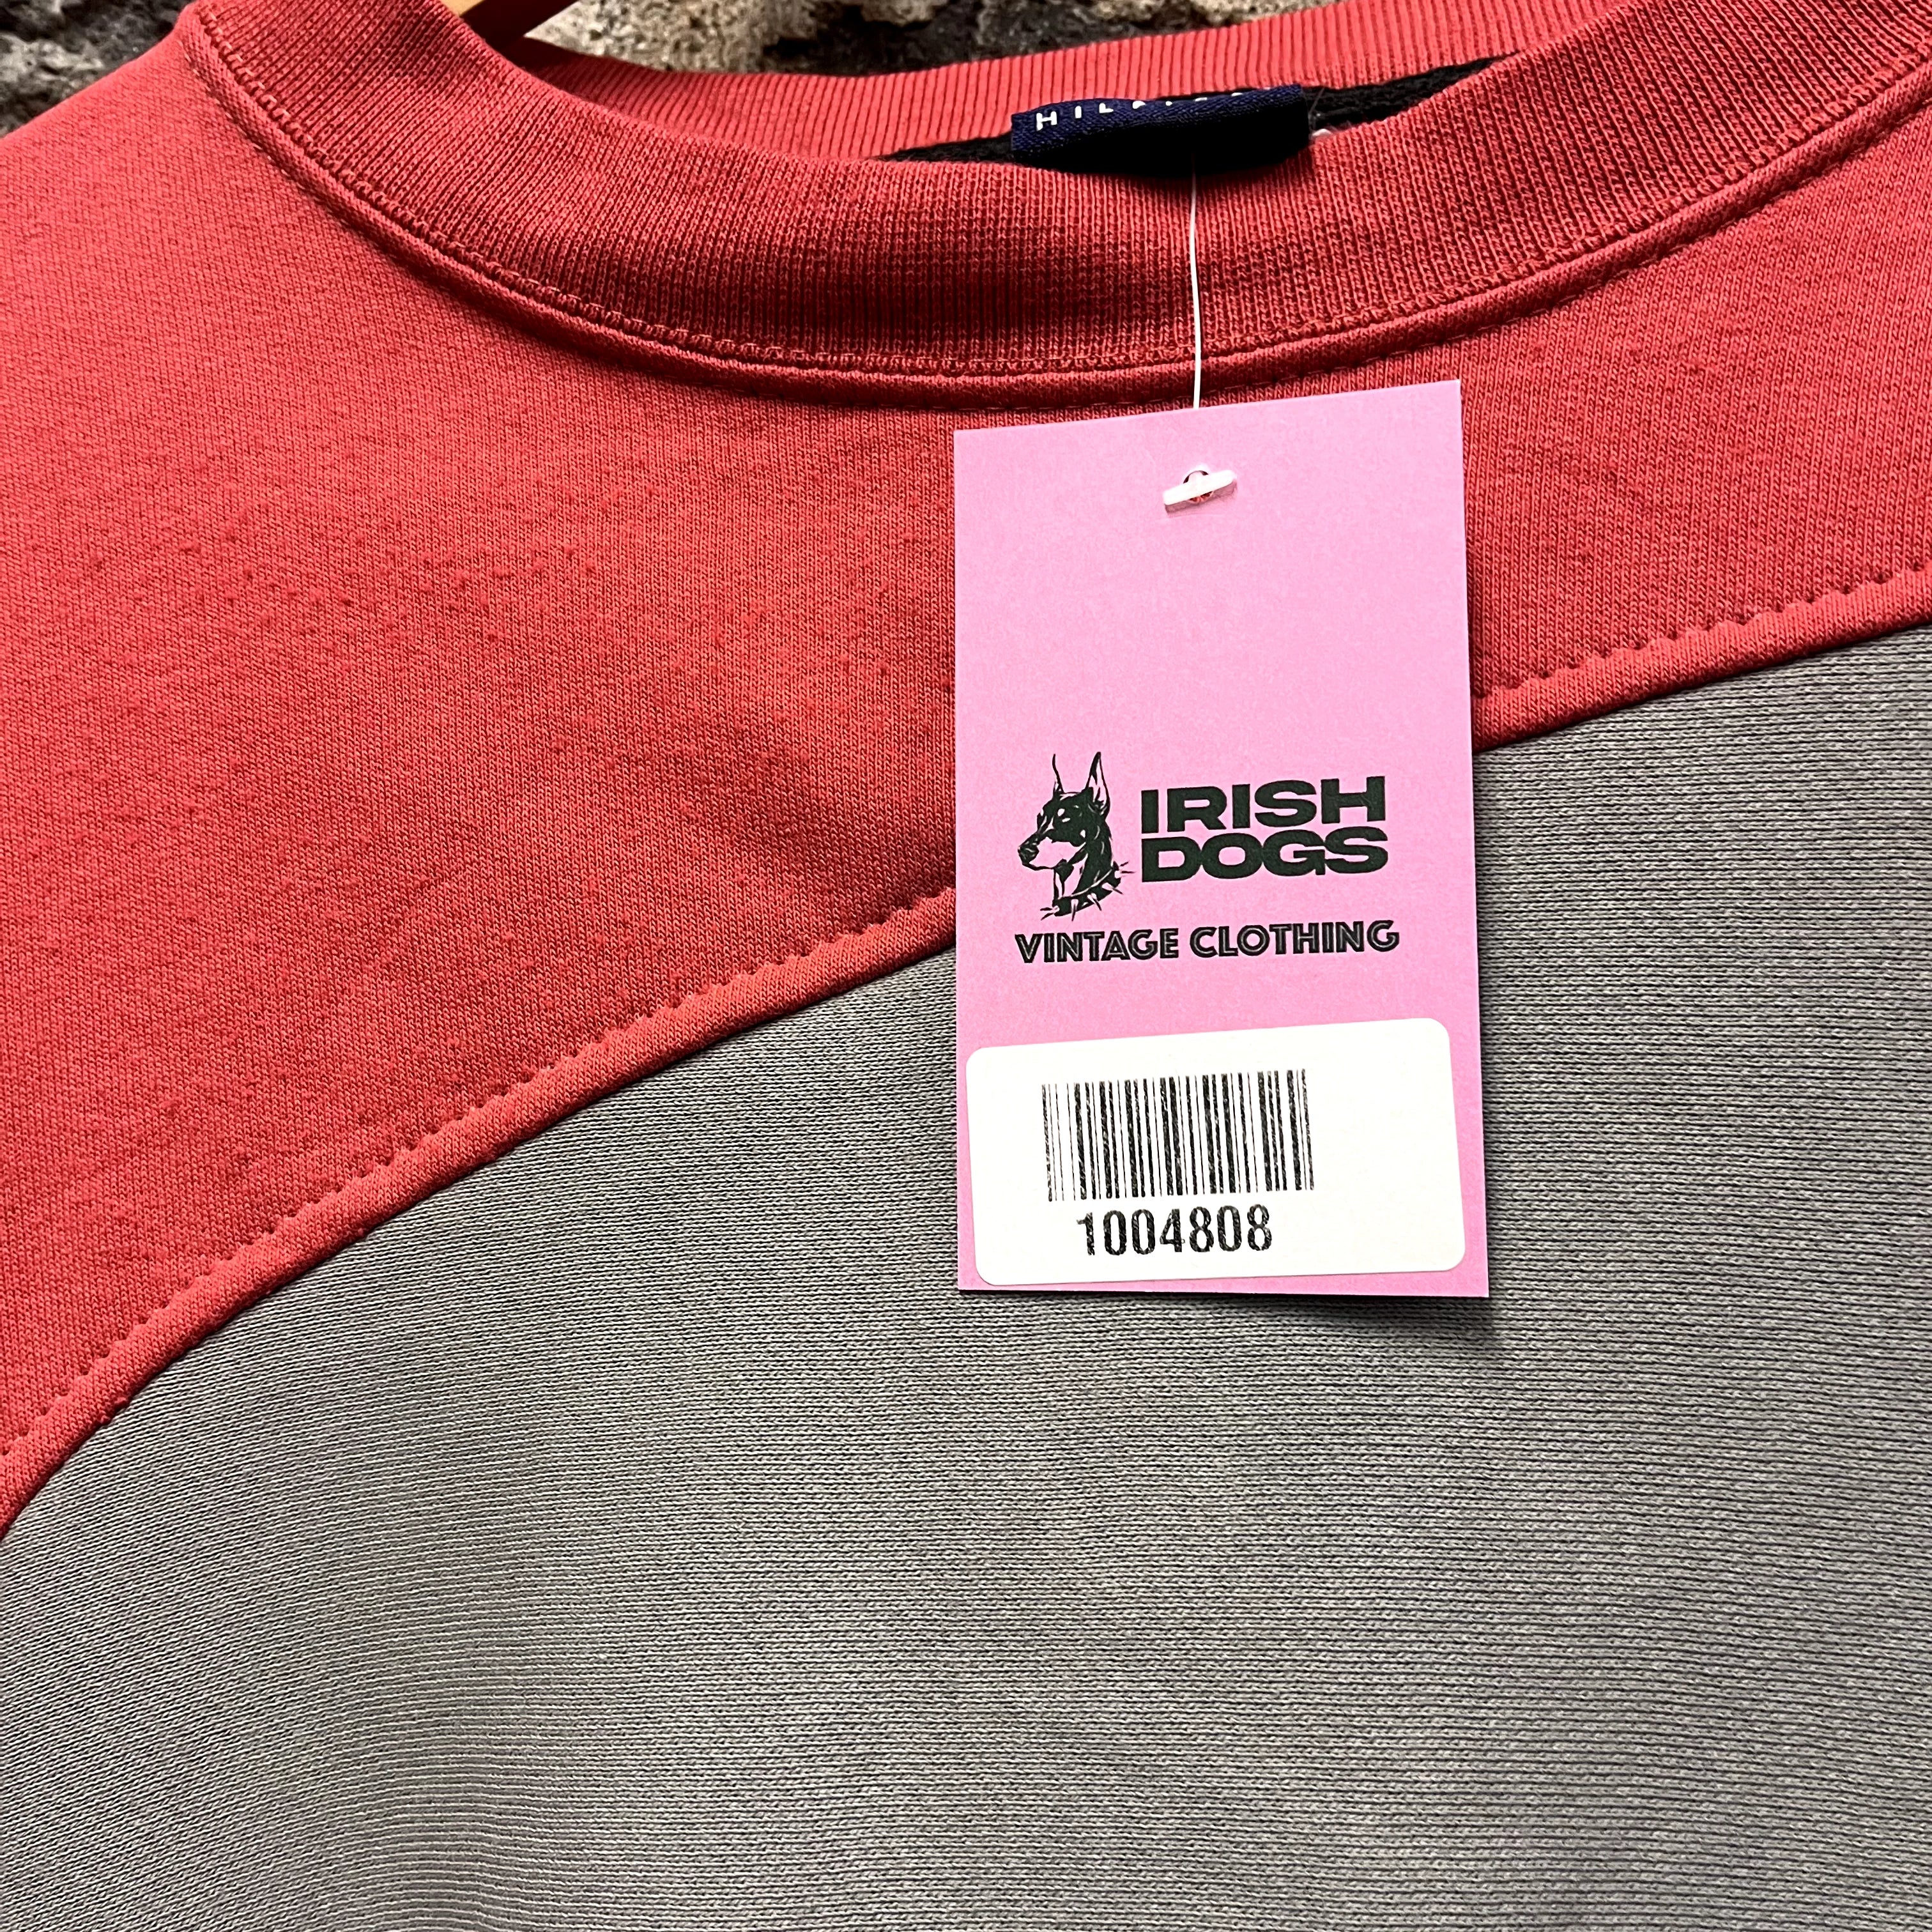 IRISH
DOGS
VINTAGE CLOTHING
1004808